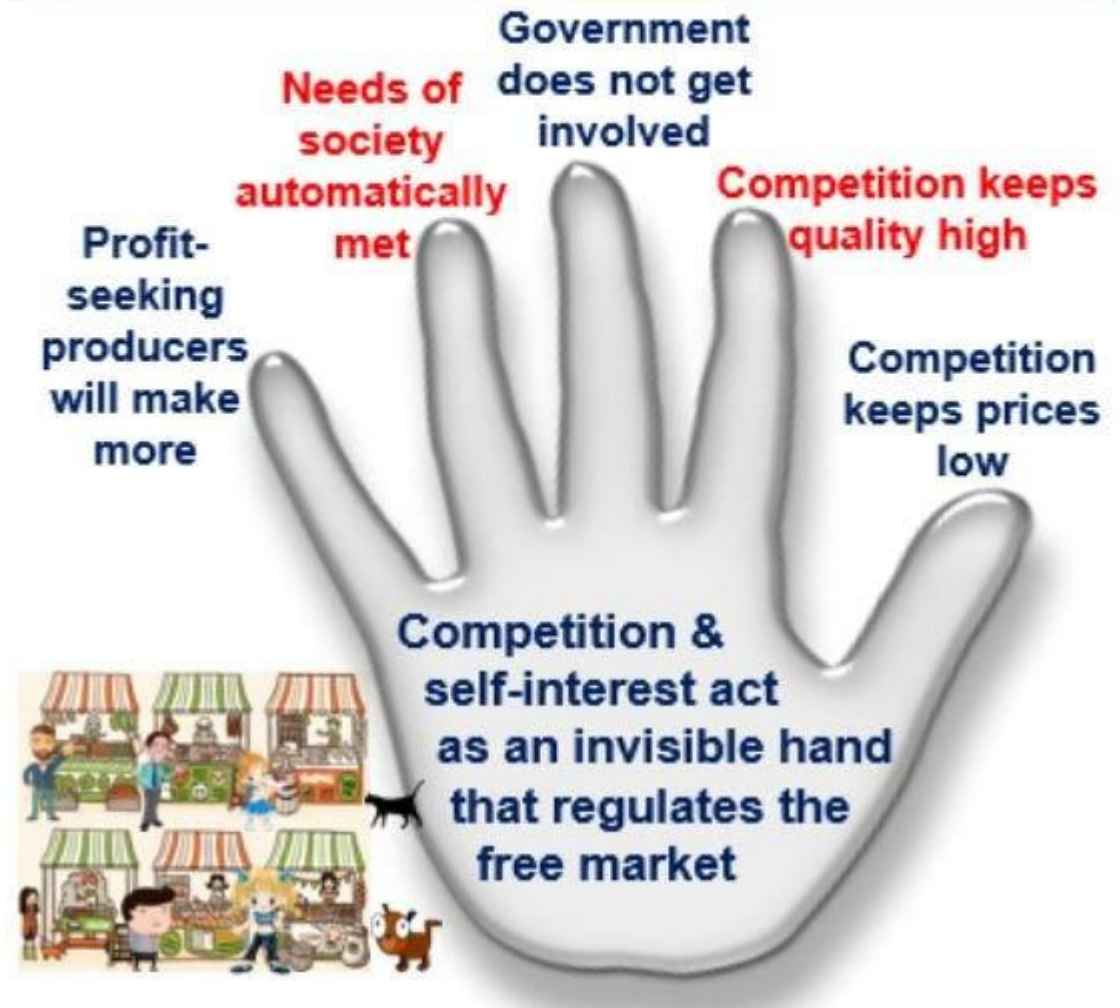 Profit-
seeking
producers
will make
more
Needs of
society
automatically
met
Government
does not get
involved
Competition keeps
quality high
Competition
keeps prices
low
Competition &
self-interest act
as an invisible hand
that regulates the
free market